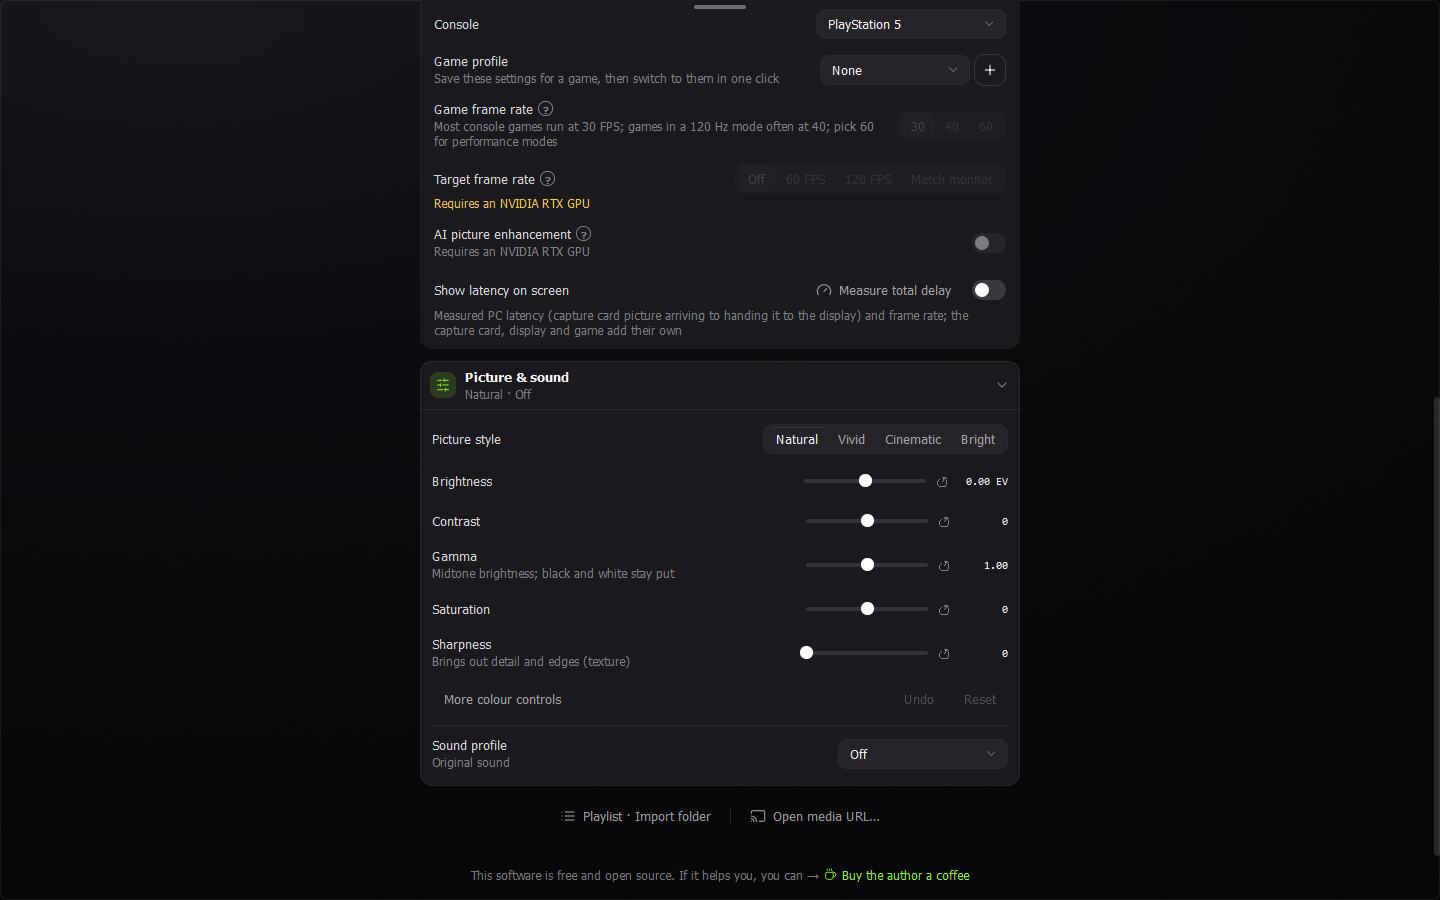 Console
PlayStation 5
Game profile
Save these settings for a game, then switch to them in one click
None
Game frame rate ?
Most console games run at 30 FPS; games in a 120 Hz mode often at 40; pick 60
for performance modes
30 40 60
Target frame rate ?
Off 60 FPS 120 FPS Match monitor
Requires an NVIDIA RTX GPU
AI picture enhancement ?
Requires an NVIDIA RTX GPU
Show latency on screen
Measure total delay
Measured PC latency (capture card picture arriving to handing it to the display) and frame rate; the
capture card, display and game add their own
Picture & sound
Natural · Off
Picture style
Natural Vivid Cinematic Bright
Brightness
0.00 EV
Contrast
0
Gamma
Midtone brightness; black and white stay put
1.00
Saturation
0
Sharpness
Brings out detail and edges (texture)
0
More colour controls
Undo Reset
Sound profile
Original sound
Off
Playlist · Import folder
Open media URL...
This software is free and open source. If it helps you, you can → Buy the author a coffee